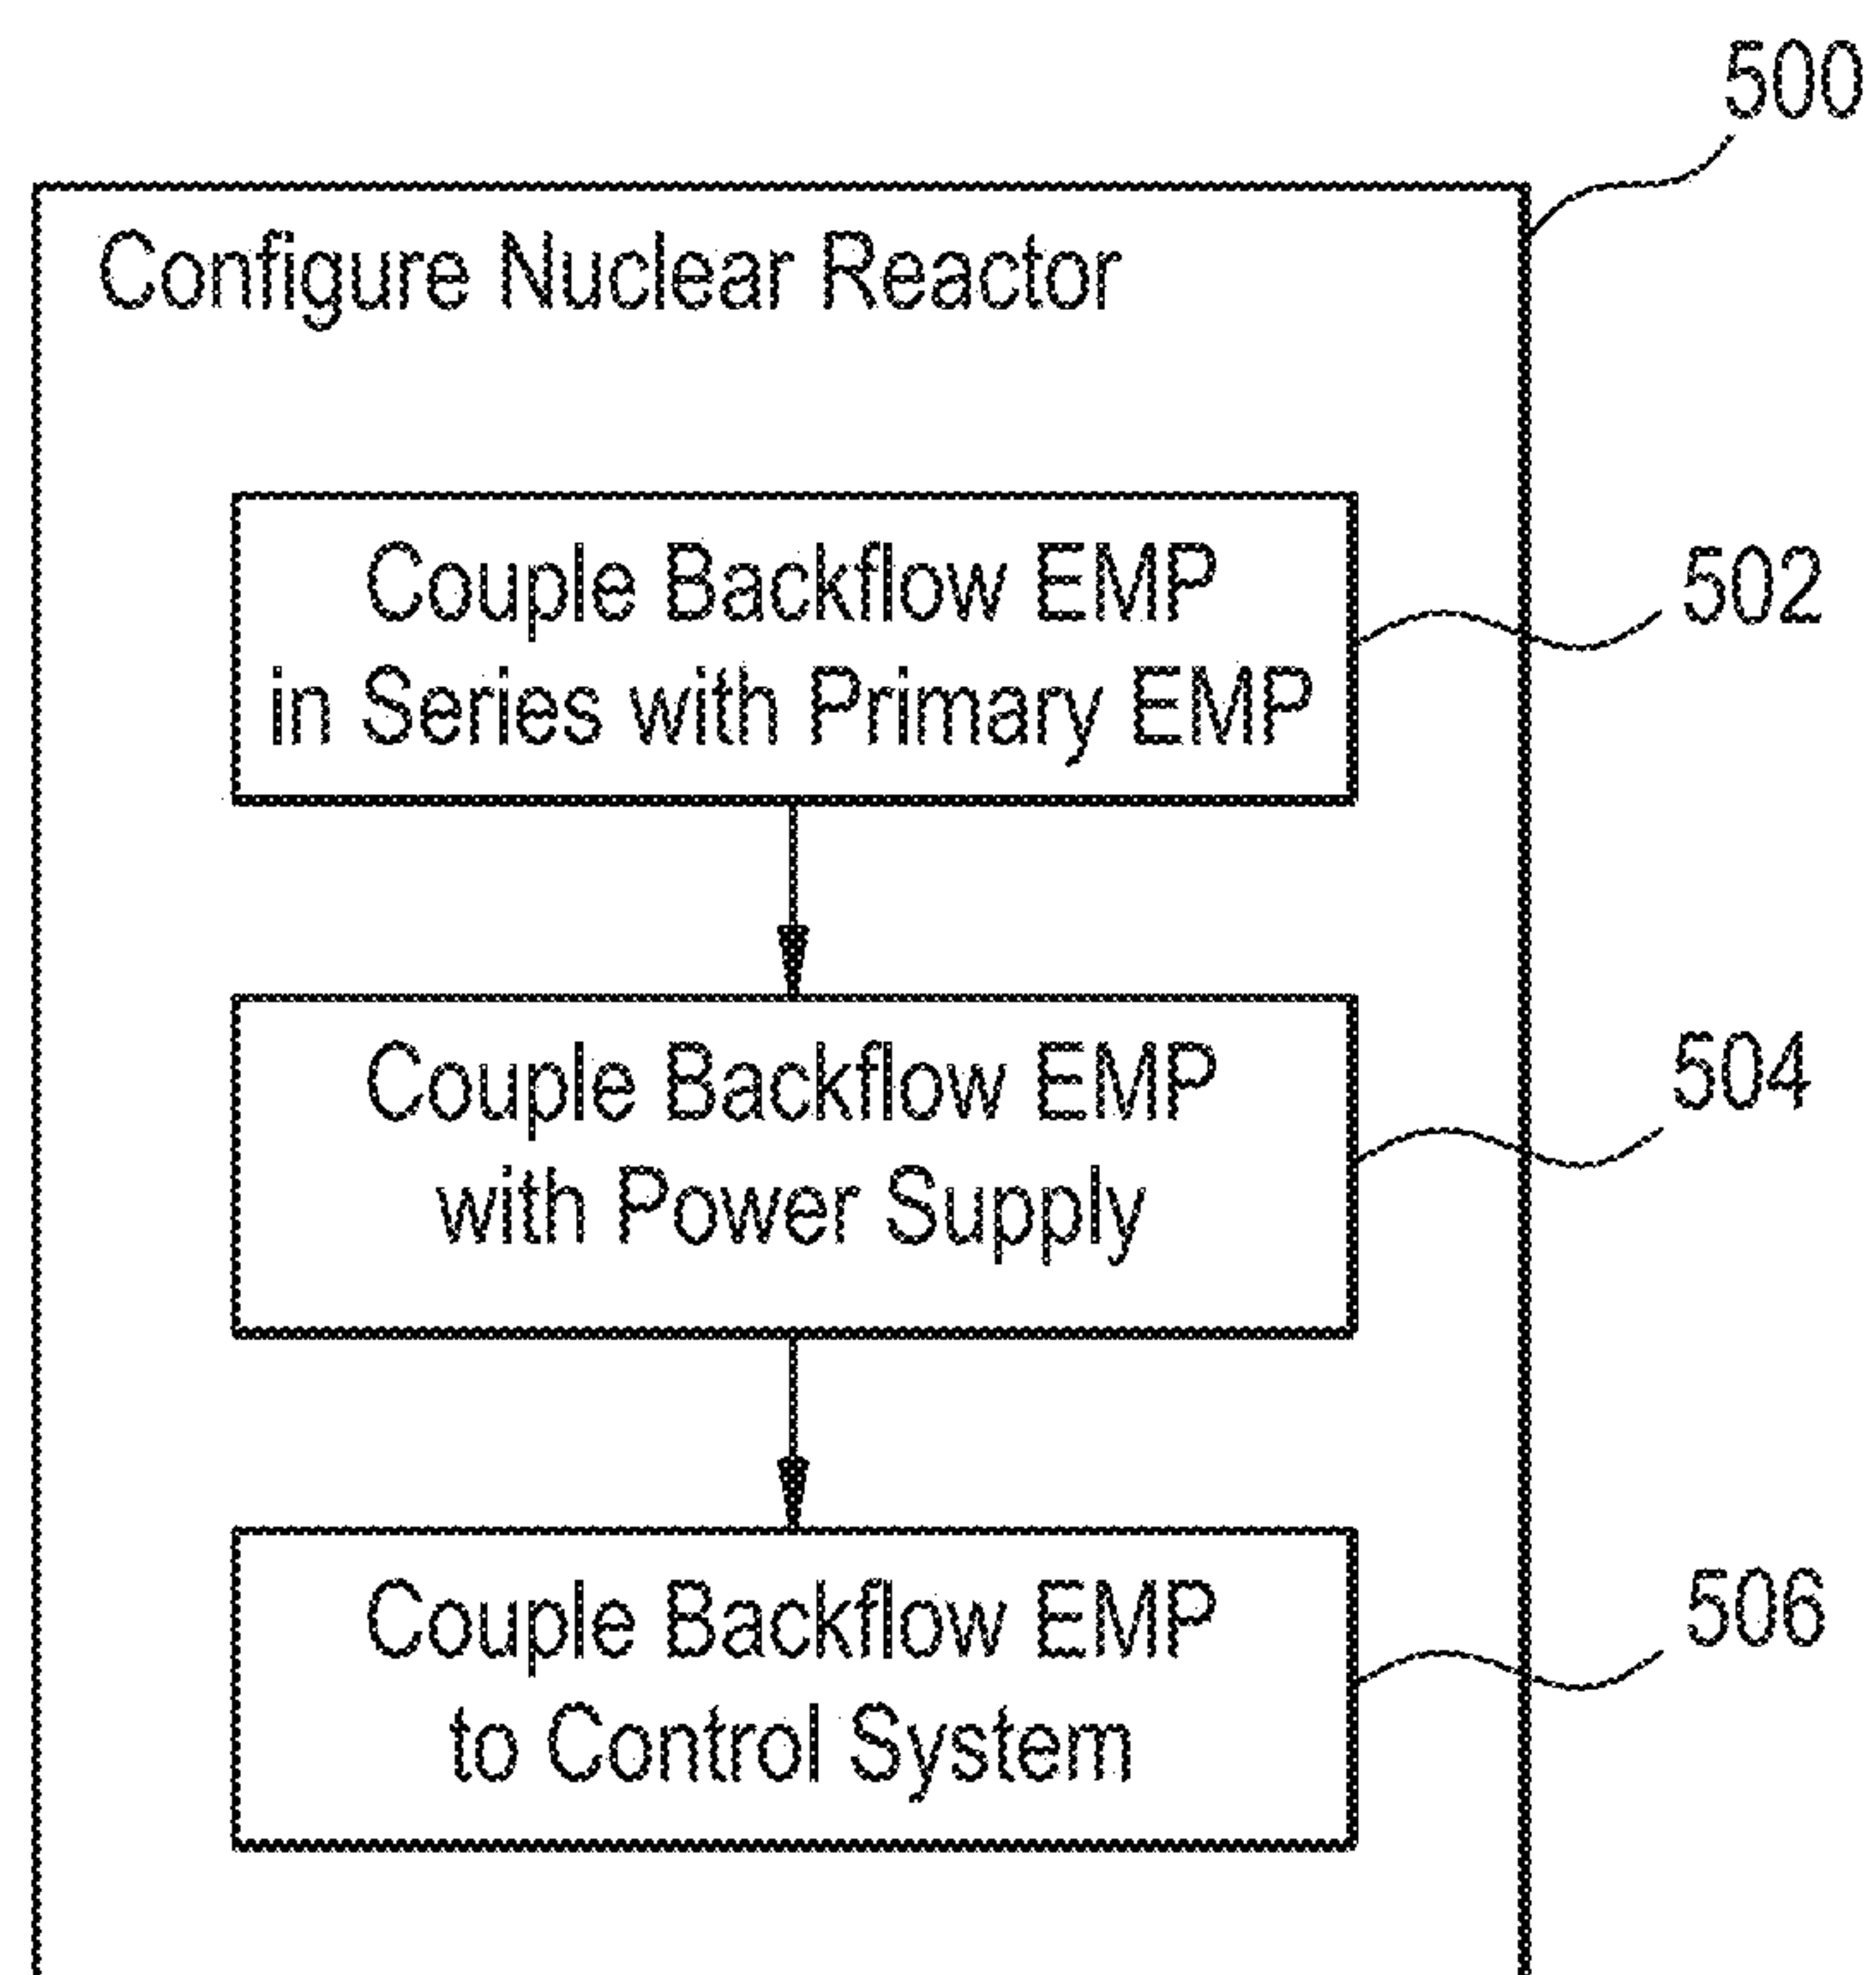 500
Configure Nuclear Reactor
Couple Backflow EMP
in Series with Primary EMP
502
Couple Backflow EMP
with Power Supply
504
Couple Backflow EMP
to Control System
506